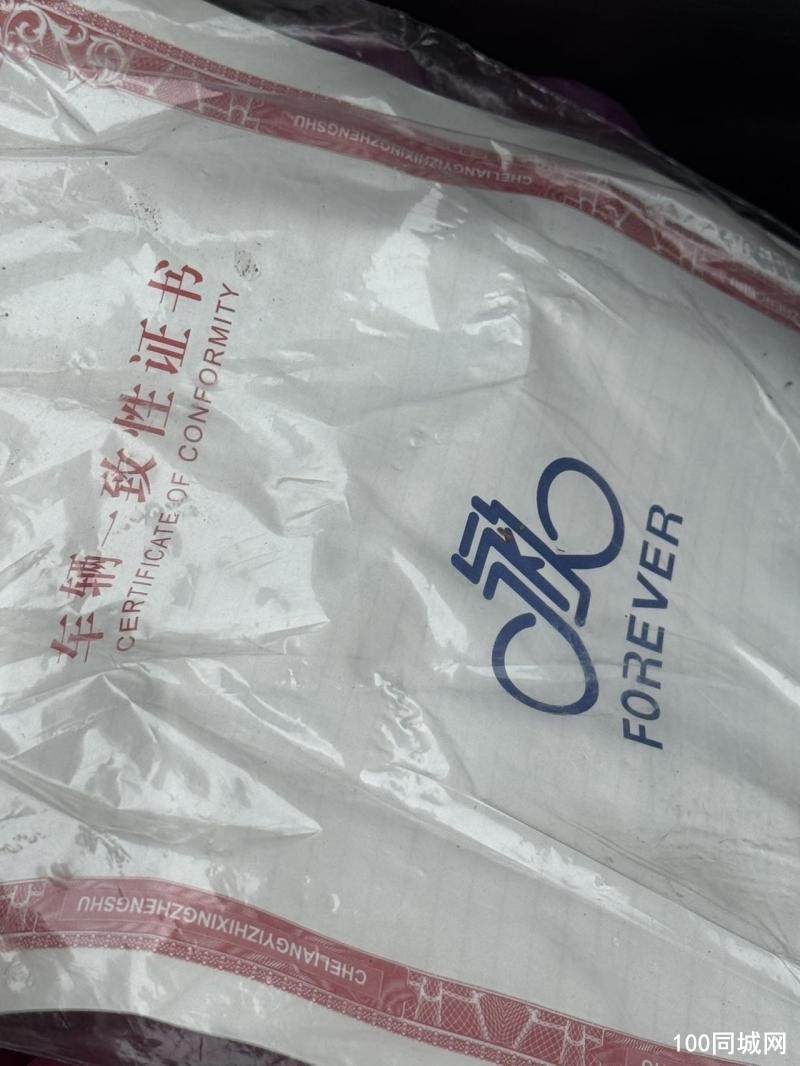 CHELIANGYIZHIXINGZHENGSHU
车辆一致性证书
CERTIFICATE OF CONFORMITY
永
FOREVER
CHELIANGYIZHIXINGZHENGSHU
100同城网